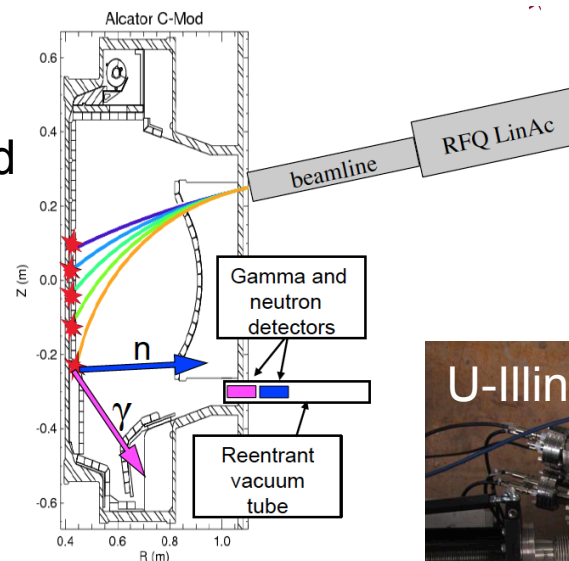 Alcator C-Mod
0.6
0.4
0.2
0.0
-0.2
-0.4
-0.6
Z (m)
d
beamline
RFQ LinAc
Gamma and
neutron
detectors
n
γ
U-Illin
Reentrant
vacuum
tube
0.4 0.6 0.8 1.0
R (m)